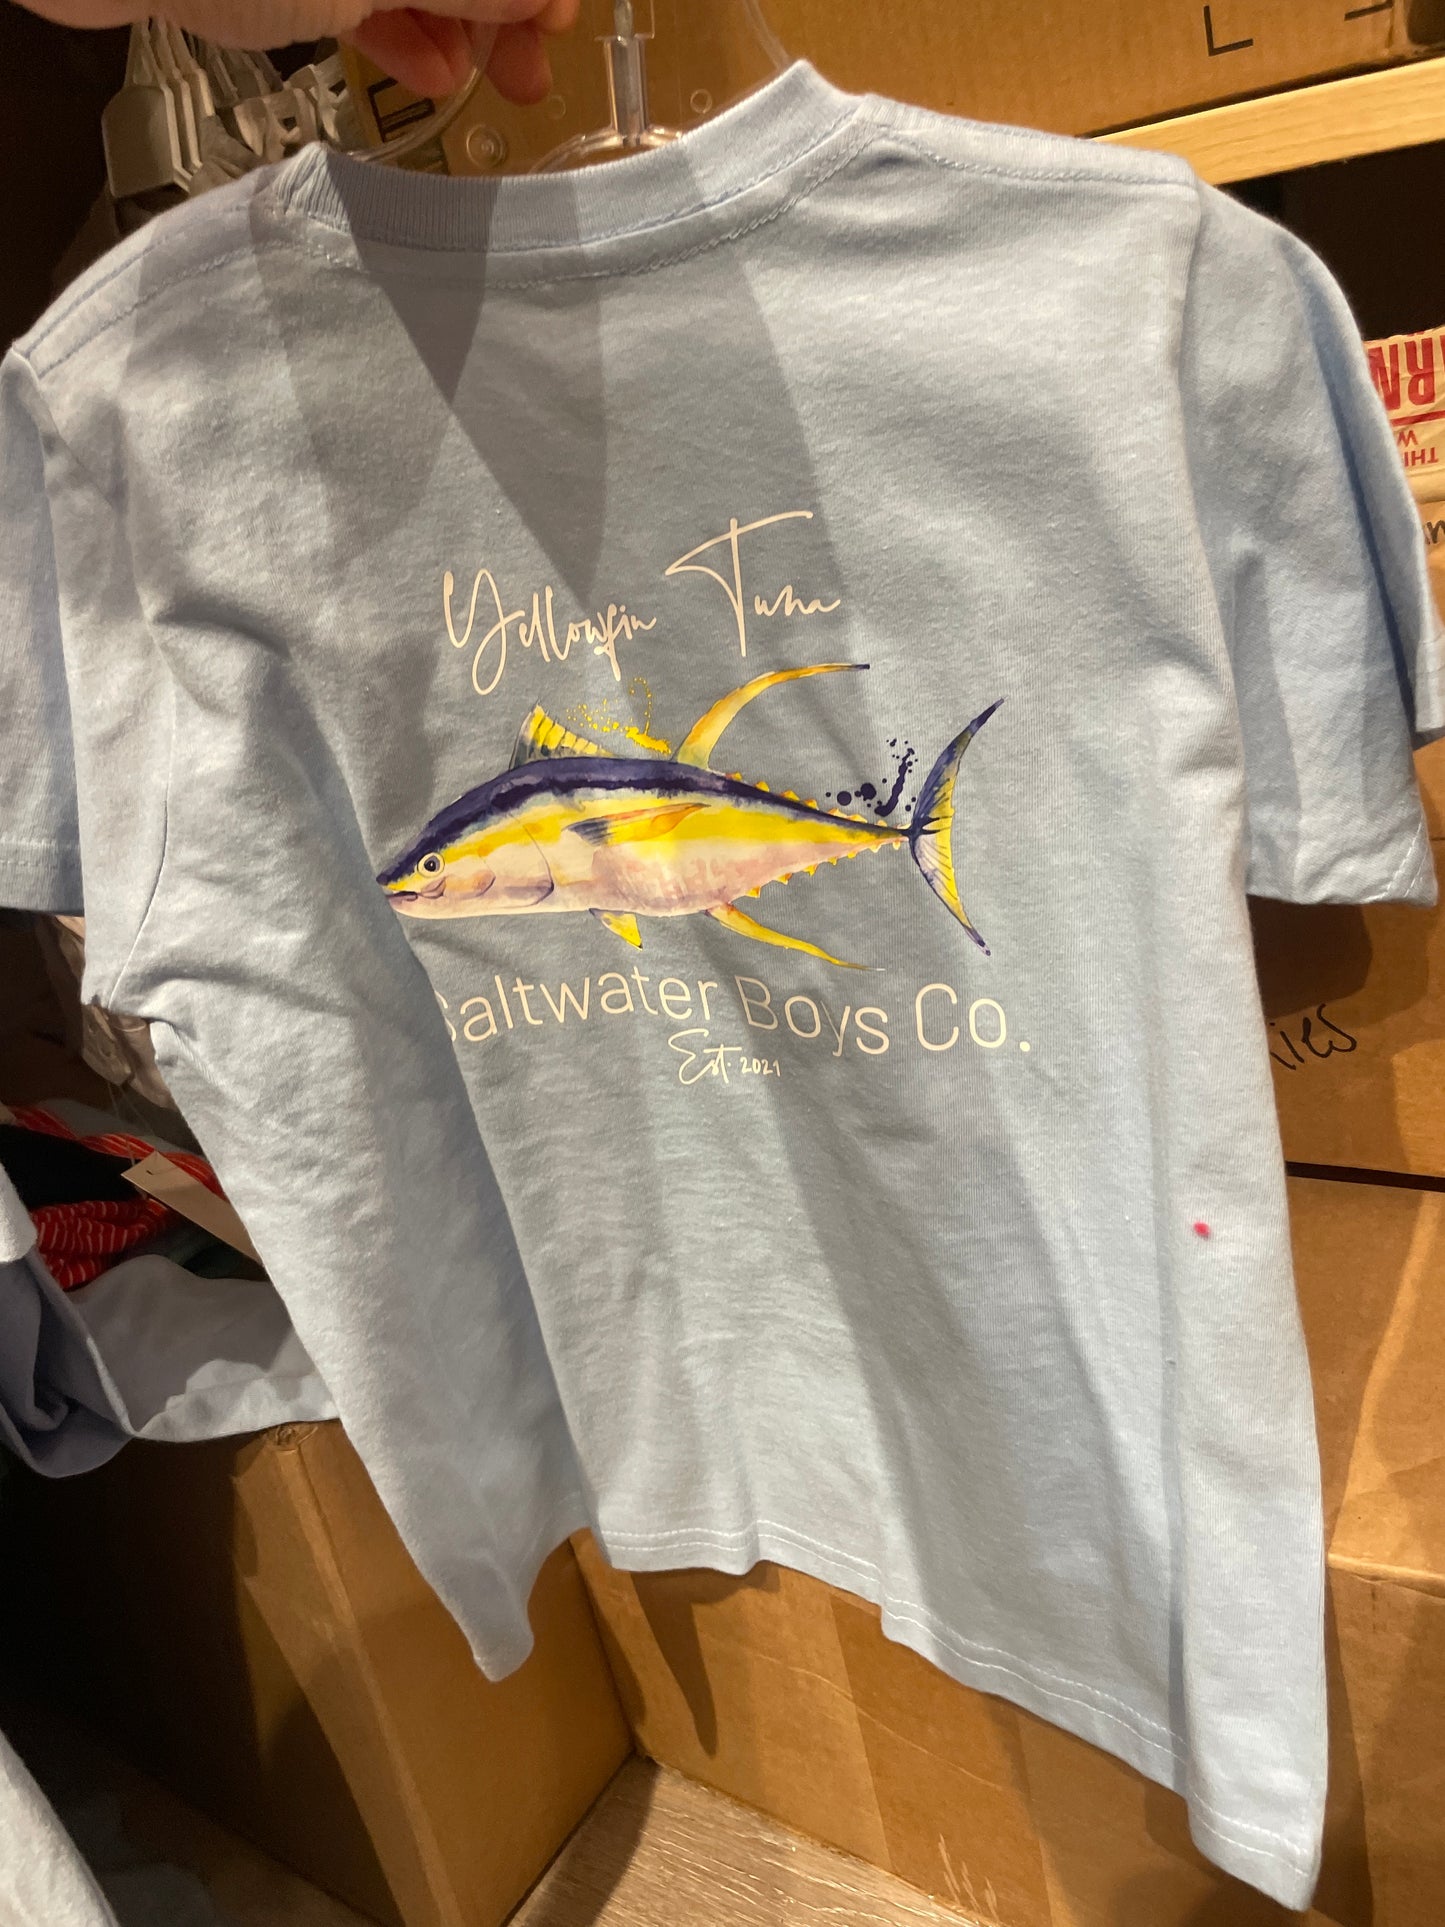 L
Yellowfin Tuna
Saltwater Boys Co.
Est. 2021